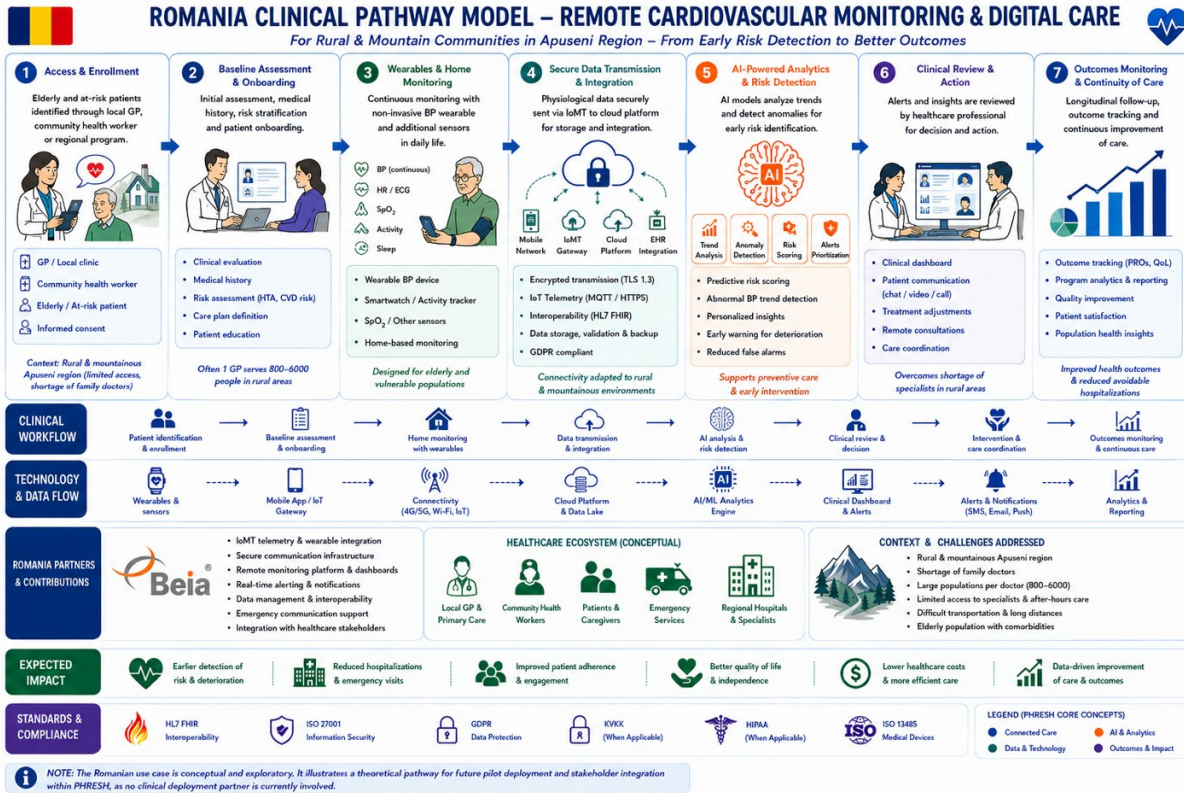 ROMANIA CLINICAL PATHWAY MODEL – REMOTE CARDIOVASCULAR MONITORING & DIGITAL CARE
For Rural & Mountain Communities in Apuseni Region – From Early Risk Detection to Better Outcomes
1 Access & Enrollment
Elderly and at-risk patients
identified through local GP,
community health worker
or regional program.
GP / Local clinic
Community health worker
Elderly / At-risk patient
Informed consent
Context: Rural & mountainous
Apuseni region (limited access,
shortage of family doctors)
2 Baseline Assessment
& Onboarding
Initial assessment, medical
history, risk stratification
and patient onboarding.
• Clinical evaluation
• Medical history
• Risk assessment (HTA, CVD risk)
• Care plan definition
• Patient education
Often 1 GP serves 800–6000
people in rural areas
3 Wearables & Home
Monitoring
Continuous monitoring with
non-invasive BP wearable
and additional sensors
in daily life.
BP (continuous)
HR / ECG
SpO2
Activity
Sleep
• Wearable BP device
• Smartwatch / Activity tracker
• SpO2 / Other sensors
• Home-based monitoring
Designed for elderly and
vulnerable populations
4 Secure Data Transmission
& Integration
Physiological data securely
sent via IoMT to cloud platform
for storage and integration.
Mobile
Network
IoMT
Gateway
Cloud
Platform
EHR
Integration
• Encrypted transmission (TLS 1.3)
• IoT Telemetry (MQTT / HTTPS)
• Interoperability (HL7 FHIR)
• Data storage, validation & backup
• GDPR compliant
Connectivity adapted to rural
& mountainous environments
5 AI-Powered Analytics
& Risk Detection
AI models analyze trends
and detect anomalies for
early risk identification.
AI
Trend
Analysis
Anomaly
Detection
Risk
Scoring
Alerts
Prioritization
• Predictive risk scoring
• Abnormal BP trend detection
• Personalized insights
• Early warning for deterioration
• Reduced false alarms
Supports preventive care
& early intervention
6 Clinical Review &
Action
Alerts and insights are reviewed
by healthcare professional
for decision and action.
• Clinical dashboard
• Patient communication
(chat / video / call)
• Treatment adjustments
• Remote consultations
• Care coordination
Overcomes shortage of
specialists in rural areas
7 Outcomes Monitoring
& Continuity of Care
Longitudinal follow-up,
outcome tracking and
continuous improvement
of care.
• Outcome tracking (PROs, QoL)
• Program analytics & reporting
• Quality improvement
• Patient satisfaction
• Population health insights
Improved health outcomes
& reduced avoidable
hospitalizations
CLINICAL
WORKFLOW
Patient identification
& enrollment
Baseline assessment
& onboarding
Home monitoring
with wearables
Data transmission
& integration
AI analysis &
risk detection
Clinical review &
decision
Intervention &
care coordination
Outcomes monitoring
& continuous care
TECHNOLOGY
& DATA FLOW
Wearables &
sensors
Mobile App / IoT
Gateway
Connectivity
(4G/5G, Wi-Fi, IoT)
Cloud Platform
& Data Lake
AI
AI/ML Analytics
Engine
Clinical Dashboard
& Alerts
Alerts & Notifications
(SMS, Email, Push)
Analytics &
Reporting
ROMANIA PARTNERS
& CONTRIBUTIONS
Beia®
• IoMT telemetry & wearable integration
• Secure communication infrastructure
• Remote monitoring platform & dashboards
• Real-time alerting & notifications
• Data management & interoperability
• Emergency communication support
• Integration with healthcare stakeholders
HEALTHCARE ECOSYSTEM (CONCEPTUAL)
Local GP &
Primary Care
Community Health
Workers
Patients &
Caregivers
Emergency
Services
Regional Hospitals
& Specialists
CONTEXT & CHALLENGES ADDRESSED
• Rural & mountainous Apuseni region
• Shortage of family doctors
• Large populations per doctor (800–6000)
• Limited access to specialists & after-hours care
• Difficult transportation & long distances
• Elderly population with comorbidities
EXPECTED
IMPACT
Earlier detection of
risk & deterioration
Reduced hospitalizations
& emergency visits
Improved patient adherence
& engagement
Better quality of life
& independence
$
Lower healthcare costs
& more efficient care
Data-driven improvement
of care & outcomes
STANDARDS &
COMPLIANCE
HL7 FHIR
Interoperability
ISO 27001
Information Security
GDPR
Data Protection
KVKK
(When Applicable)
HIPAA
(When Applicable)
ISO
ISO 13485
Medical Devices
LEGEND (PHRESH CORE CONCEPTS)
Connected Care
AI & Analytics
Data & Technology
Outcomes & Impact
i NOTE: The Romanian use case is conceptual and exploratory. It illustrates a theoretical pathway for future pilot deployment and stakeholder integration
within PHRESH, as no clinical deployment partner is currently involved.